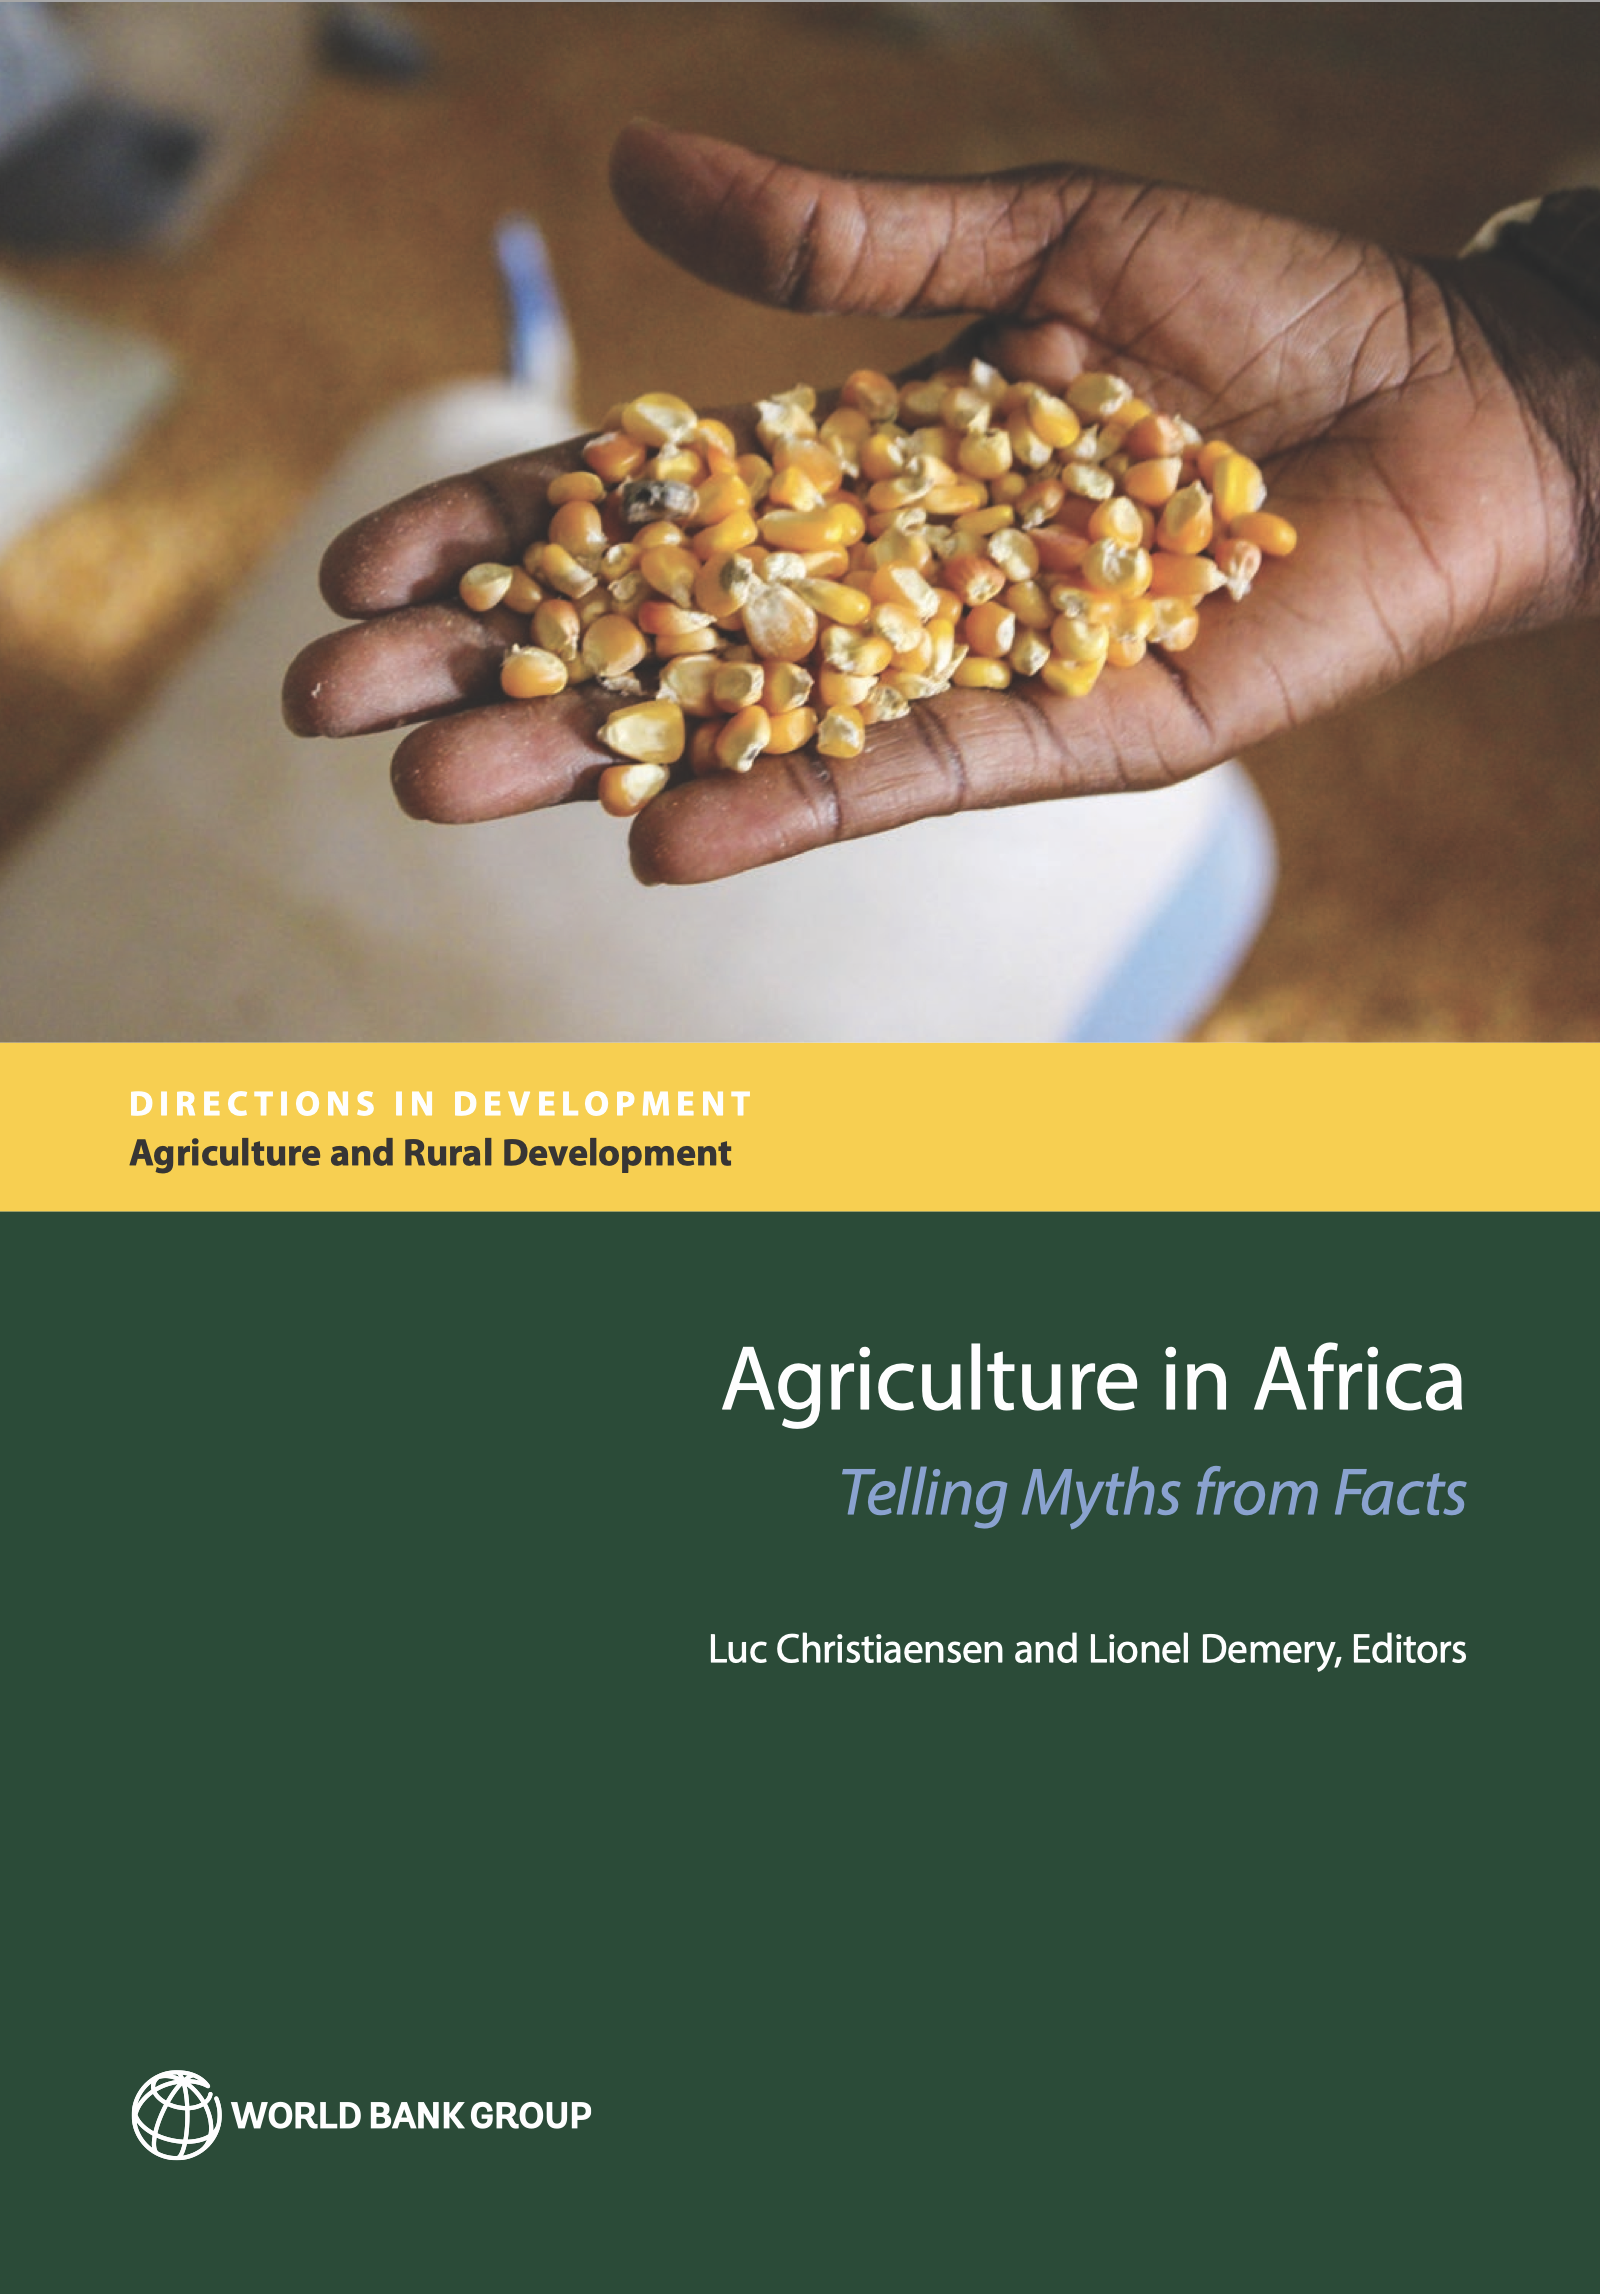 DIRECTIONS IN DEVELOPMENT
Agriculture and Rural Development
Agriculture in Africa
Telling Myths from Facts
Luc Christiaensen and Lionel Demery, Editors
WORLD BANK GROUP